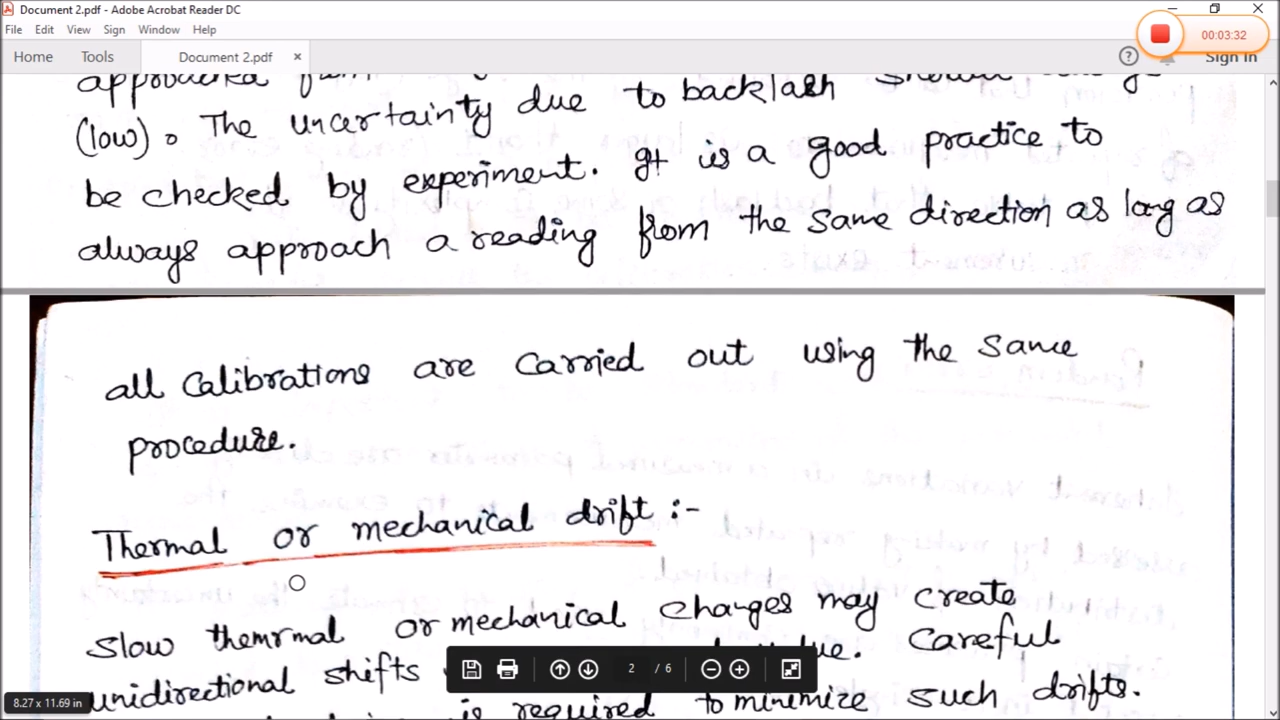 Document 2.pdf - Adobe Acrobat Reader DC
File Edit View Sign Window Help
00:03:32
Home Tools Document 2.pdf × Sign In
approached from
(low). The uncertainty due to backlash
be checked by experiment. It is a good practice to
always approach a reading from the same direction as long as
all calibrations are carried out using the same
procedure.
Thermal or mechanical drift :-
slow themrmal or mechanical changes may create
unidirectional shifts careful
2 / 6
8.27 x 11.69 in
is required to minimize such drifts.